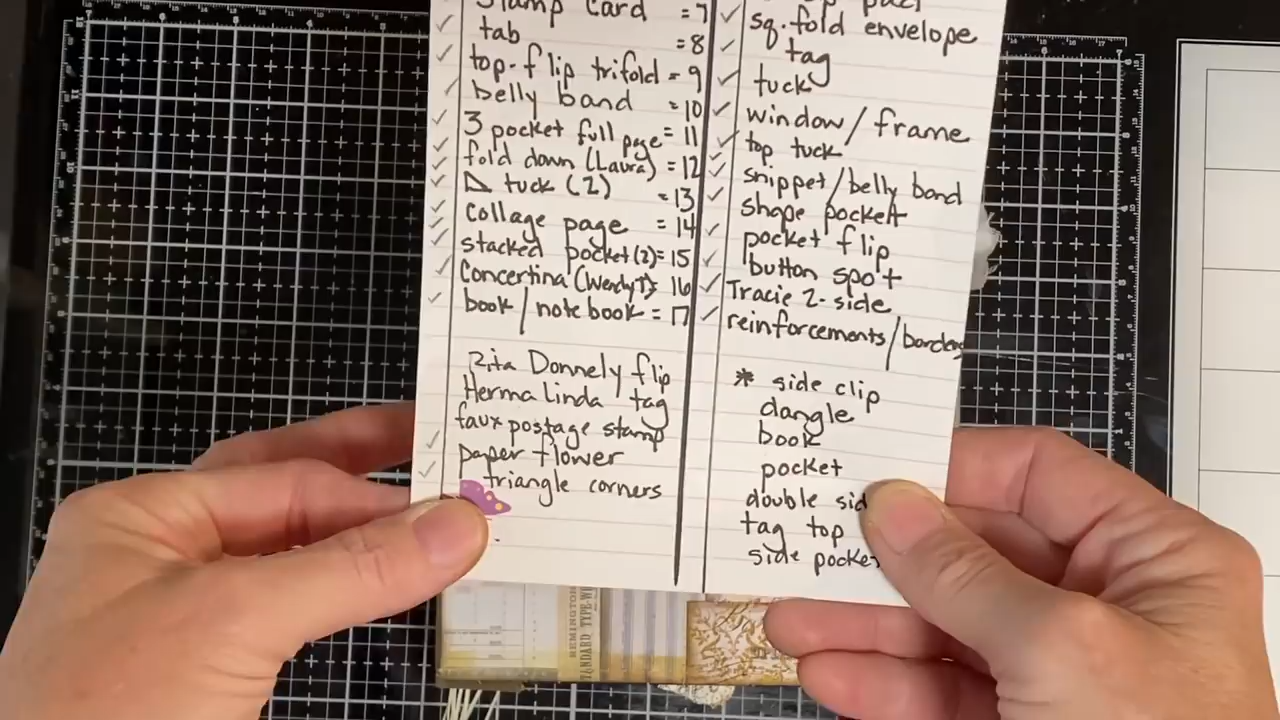 Stamp Card = 7
tab = 8
top-flip trifold = 9
belly band = 10
3 pocket full page = 11
fold down (Laura) = 12
tuck (2) = 13
collage page = 14
stacked pocket (2) = 15
Concertina (Wendy T) = 16
book/notebook = 17
Rita Donnely flip
Herma Linda tag
faux postage stamp
paper flower
triangle corners
sq. fold envelope
tag
tuck
window/frame
top tuck
snippet/belly band
shape pocket
pocket flip
button spot
Tracie 2-side
reinforcements/borders
* side clip
dangle
book
pocket
double sid
tag top
side pocket